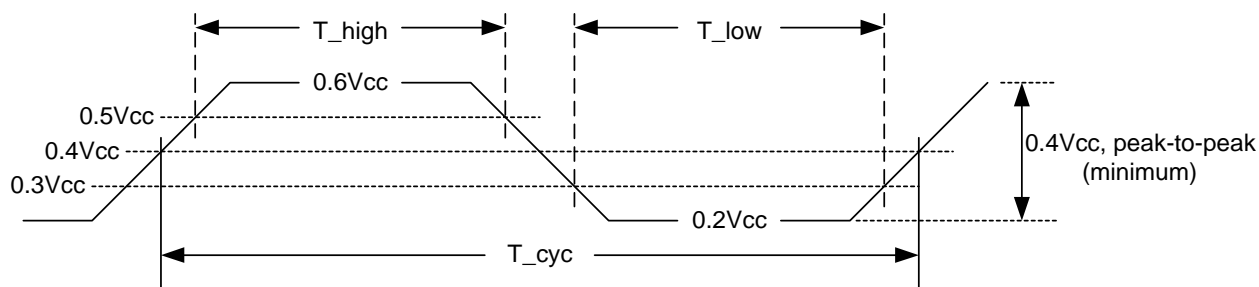 T_high
T_low
0.6Vcc
0.5Vcc
0.4Vcc
0.4Vcc, peak-to-peak
(minimum)
0.3Vcc
0.2Vcc
T_cyc